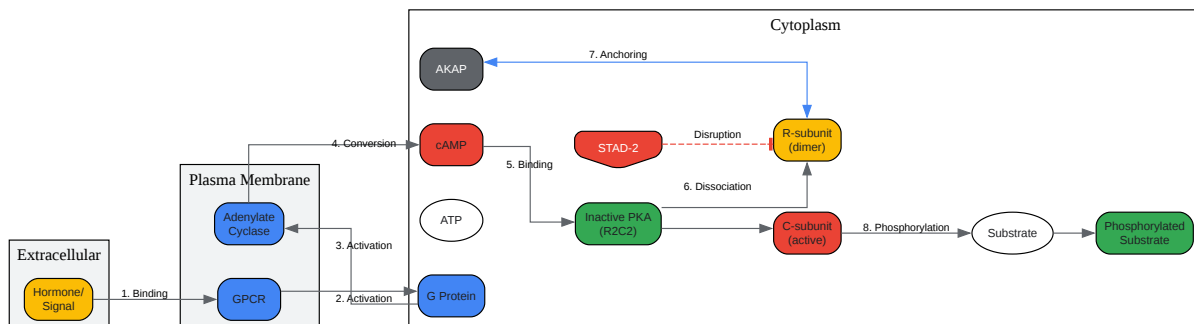 Cytoplasm
7. Anchoring
AKAP
R-subunit
(dimer)
Disruption
STAD-2
4. Conversion
cAMP
5. Binding
6. Dissociation
Plasma Membrane
Adenylate
Cyclase
ATP
Inactive PKA
(R2C2)
C-subunit
(active)
8. Phosphorylation
Substrate
Phosphorylated
Substrate
3. Activation
Extracellular
Hormone/
Signal
1. Binding
GPCR
2. Activation
G Protein